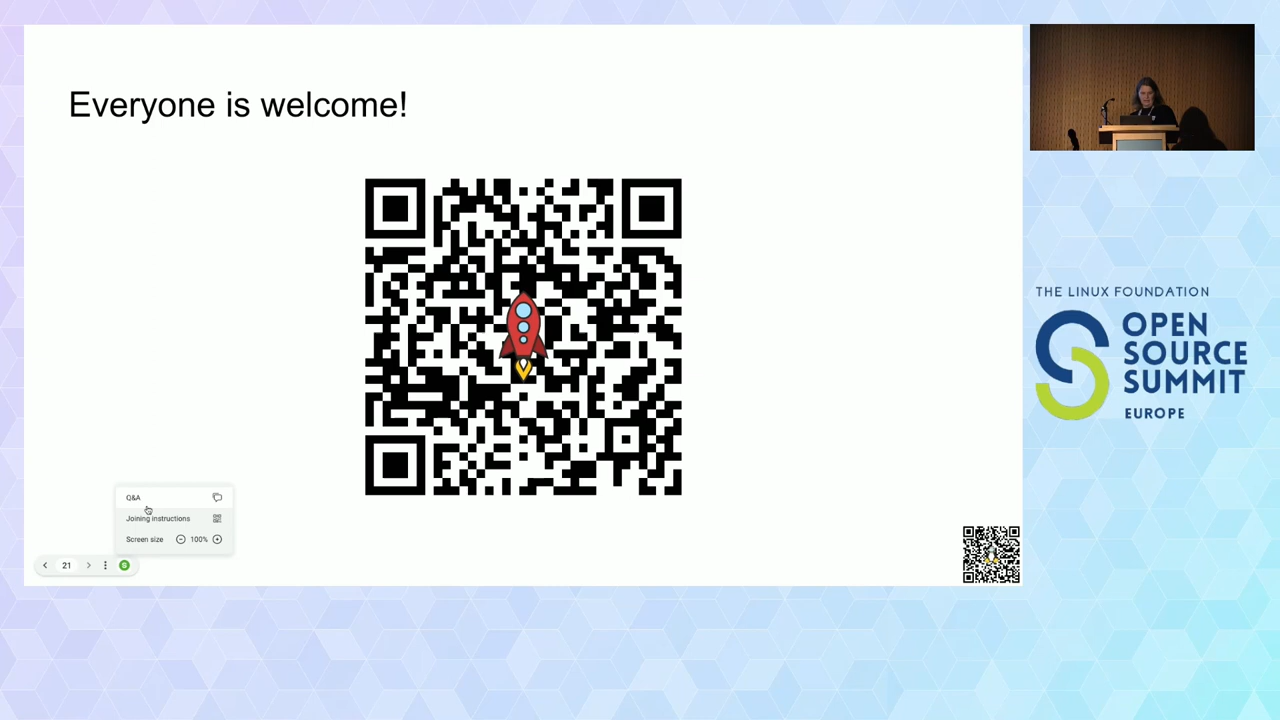 Everyone is welcome!
THE LINUX FOUNDATION
OPEN
SOURCE
SUMMIT
EUROPE
Q&A
Joining instructions
Screen size
100%
21
S